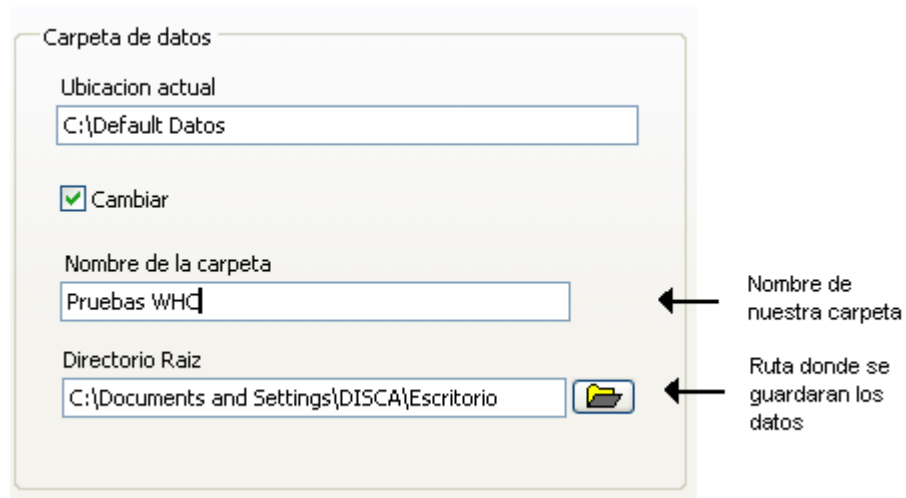 Carpeta de datos
Ubicacion actual
C:\Default Datos
Cambiar
Nombre de la carpeta
Pruebas WHC
Nombre de
nuestra carpeta
Directorio Raiz
C:\Documents and Settings\DISCA\Escritorio
Ruta donde se
guardaran los
datos